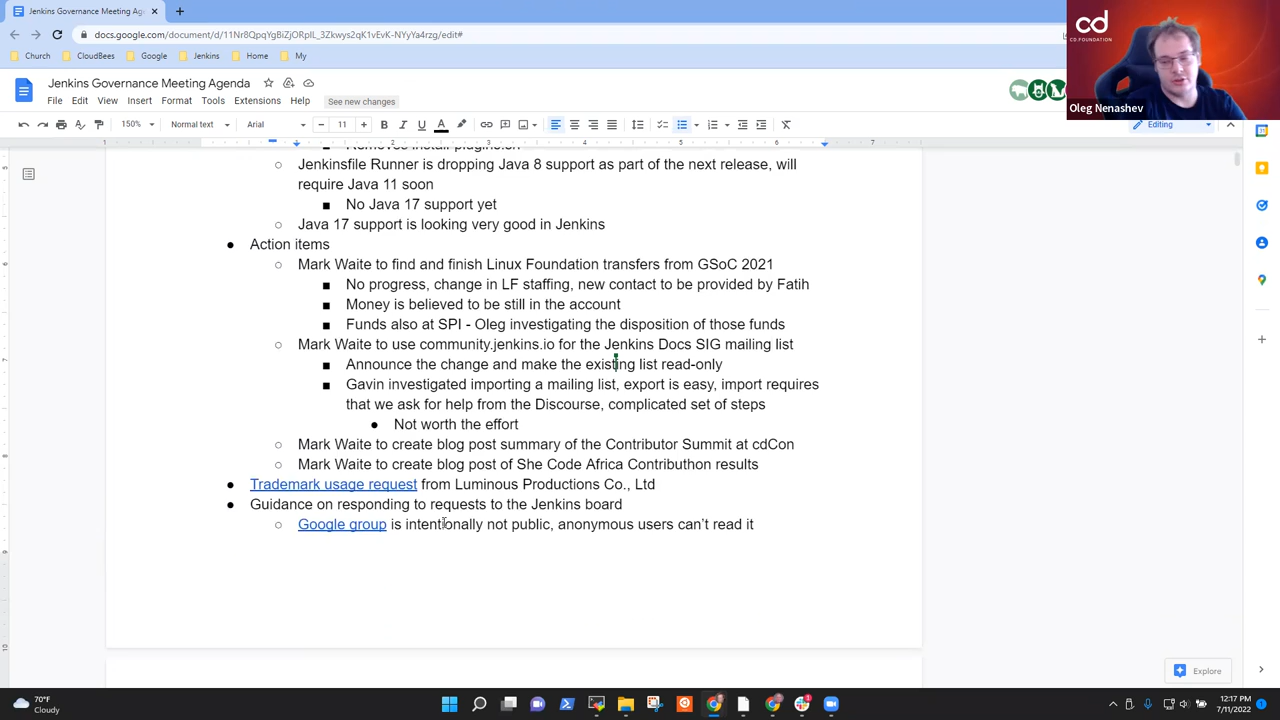 Jenkins Governance Meeting Ag
docs.google.com/document/d/11Nr8QpqYgBiZjORpIL_3Zkwys2qK1vEvK-NYyYa4rzg/edit#
Church
CloudBees
Google
Jenkins
Home
My
Jenkins Governance Meeting Agenda
File Edit View Insert Format Tools Extensions Help
See new changes
150%
Normal text
Arial
11
Editing
cd
CD.FOUNDATION
Oleg Nenashev
1 2 3 4 5 6 7
○ Jenkinsfile Runner is dropping Java 8 support as part of the next release, will
require Java 11 soon
■ No Java 17 support yet
○ Java 17 support is looking very good in Jenkins
● Action items
○ Mark Waite to find and finish Linux Foundation transfers from GSoC 2021
■ No progress, change in LF staffing, new contact to be provided by Fatih
■ Money is believed to be still in the account
■ Funds also at SPI - Oleg investigating the disposition of those funds
○ Mark Waite to use community.jenkins.io for the Jenkins Docs SIG mailing list
■ Announce the change and make the existing list read-only
■ Gavin investigated importing a mailing list, export is easy, import requires
that we ask for help from the Discourse, complicated set of steps
● Not worth the effort
○ Mark Waite to create blog post summary of the Contributor Summit at cdCon
○ Mark Waite to create blog post of She Code Africa Contributhon results
● Trademark usage request from Luminous Productions Co., Ltd
● Guidance on responding to requests to the Jenkins board
○ Google group is intentionally not public, anonymous users can't read it
Explore
70°F
Cloudy
12:17 PM
7/11/2022